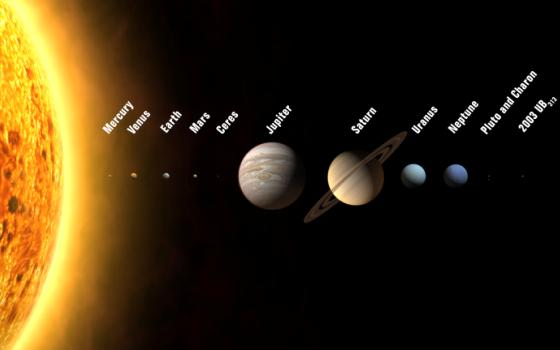 Mercury
Venus
Earth
Mars
Ceres
Jupiter
Saturn
Uranus
Neptune
Pluto and Charon
2003 UB₃₁₃